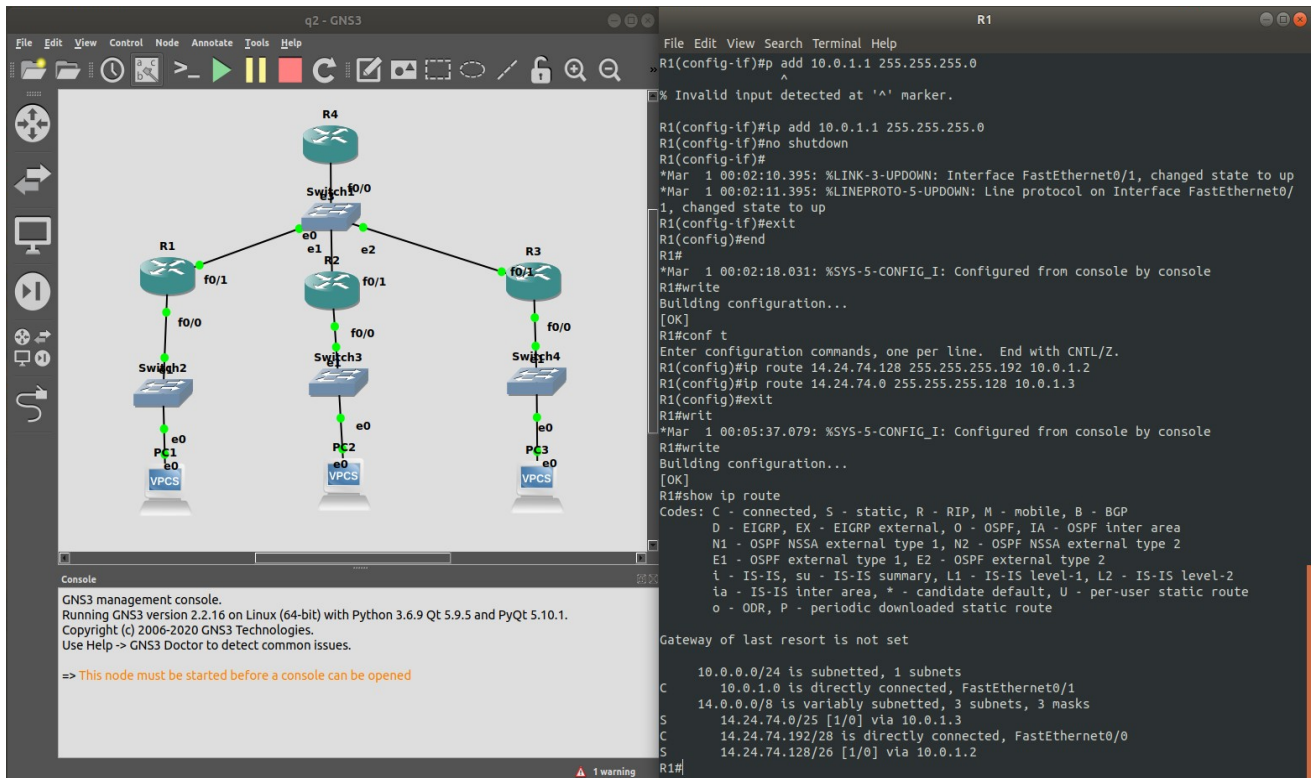 q2 - GNS3
File Edit View Control Node Annotate Tools Help
R4
f0/0
Switch1
e3
e0
e1
e2
R1
f0/1
R2
f0/1
R3
f0/1
f0/0
f0/0
f0/0
Switch2
e1
Switch3
e1
Switch4
e1
e0
e0
e0
PC1
e0
PC2
e0
PC3
e0
VPCS
VPCS
VPCS
Console
GNS3 management console.
Running GNS3 version 2.2.16 on Linux (64-bit) with Python 3.6.9 Qt 5.9.5 and PyQt 5.10.1.
Copyright (c) 2006-2020 GNS3 Technologies.
Use Help -> GNS3 Doctor to detect common issues.
=> This node must be started before a console can be opened
1 warning
R1
File Edit View Search Terminal Help
R1(config-if)#p add 10.0.1.1 255.255.255.0
^
% Invalid input detected at '^' marker.
R1(config-if)#ip add 10.0.1.1 255.255.255.0
R1(config-if)#no shutdown
R1(config-if)#
*Mar  1 00:02:10.395: %LINK-3-UPDOWN: Interface FastEthernet0/1, changed state to up
*Mar  1 00:02:11.395: %LINEPROTO-5-UPDOWN: Line protocol on Interface FastEthernet0/
1, changed state to up
R1(config-if)#exit
R1(config)#end
R1#
*Mar  1 00:02:18.031: %SYS-5-CONFIG_I: Configured from console by console
R1#write
Building configuration...
[OK]
R1#conf t
Enter configuration commands, one per line.  End with CNTL/Z.
R1(config)#ip route 14.24.74.128 255.255.255.192 10.0.1.2
R1(config)#ip route 14.24.74.0 255.255.255.128 10.0.1.3
R1(config)#exit
R1#writ
*Mar  1 00:05:37.079: %SYS-5-CONFIG_I: Configured from console by console
R1#write
Building configuration...
[OK]
R1#show ip route
Codes: C - connected, S - static, R - RIP, M - mobile, B - BGP
D - EIGRP, EX - EIGRP external, O - OSPF, IA - OSPF inter area
N1 - OSPF NSSA external type 1, N2 - OSPF NSSA external type 2
E1 - OSPF external type 1, E2 - OSPF external type 2
i - IS-IS, su - IS-IS summary, L1 - IS-IS level-1, L2 - IS-IS level-2
ia - IS-IS inter area, * - candidate default, U - per-user static route
o - ODR, P - periodic downloaded static route
Gateway of last resort is not set
10.0.0.0/24 is subnetted, 1 subnets
C 10.0.1.0 is directly connected, FastEthernet0/1
14.0.0.0/8 is variably subnetted, 3 subnets, 3 masks
S 14.24.74.0/25 [1/0] via 10.0.1.3
C 14.24.74.192/28 is directly connected, FastEthernet0/0
S 14.24.74.128/26 [1/0] via 10.0.1.2
R1#